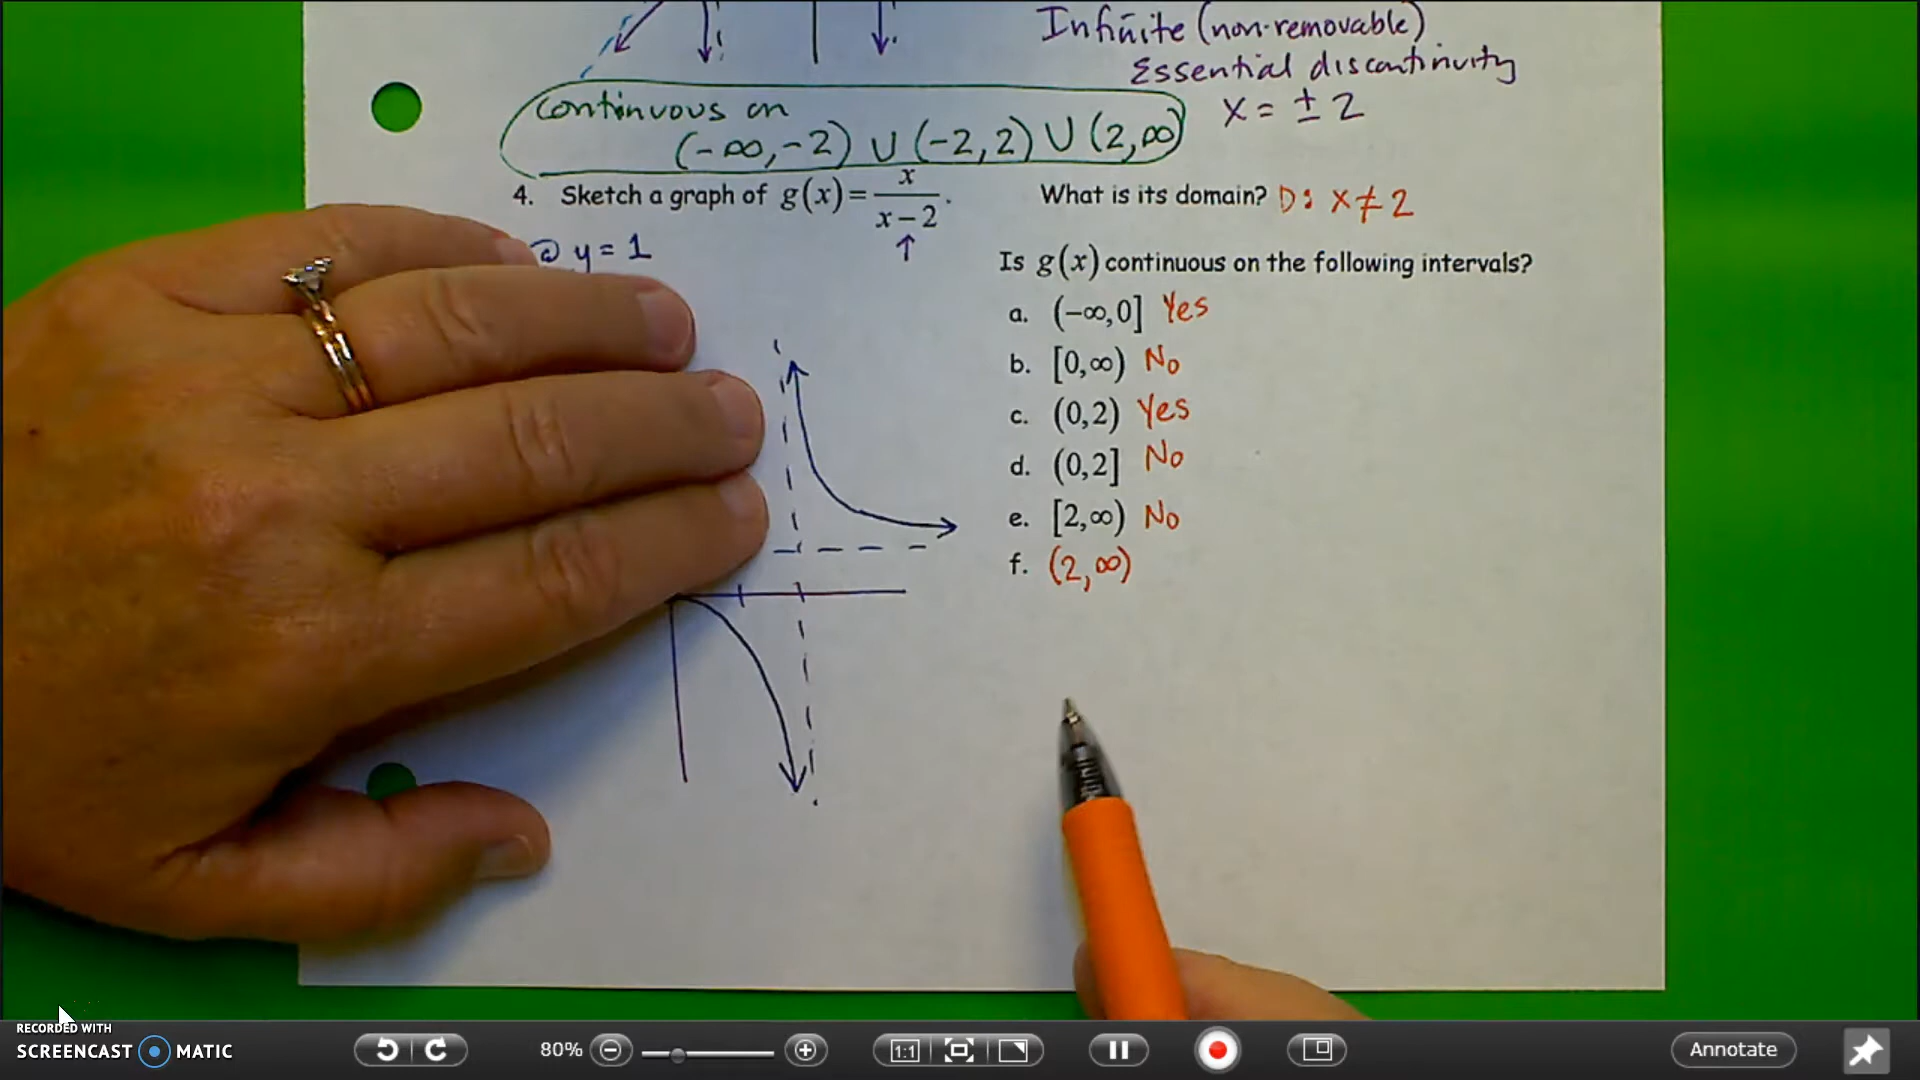 Infinite (non-removable)
Essential discontinuity
x = ± 2
Continuous on
(-∞,-2) ∪ (-2,2) ∪ (2,∞)
4. Sketch a graph of g(x) = x / (x − 2).
What is its domain? D: x ≠ 2
@ y = 1
Is g(x) continuous on the following intervals?
a. (−∞,0] Yes
b. [0,∞) No
c. (0,2) Yes
d. (0,2] No
e. [2,∞) No
f. (2,∞)
RECORDED WITH
SCREENCAST MATIC
80%
1:1
Annotate